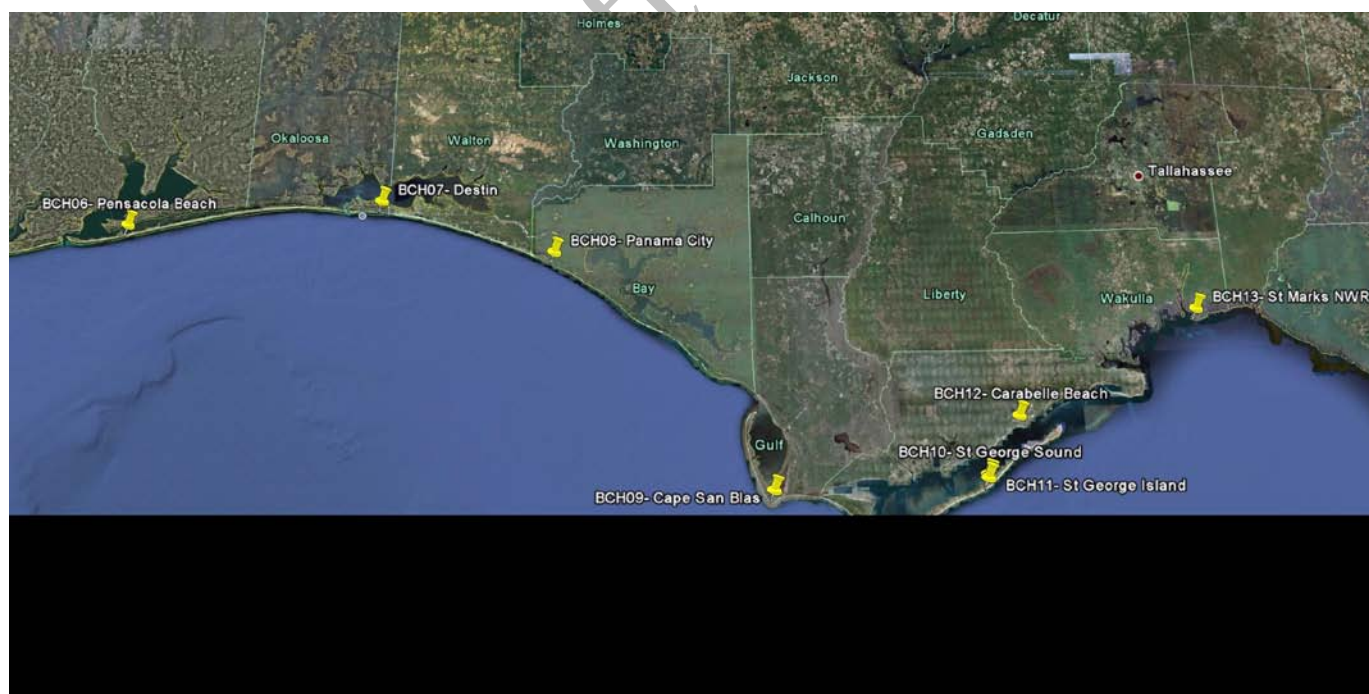 Holmes
Decatur
Jackson
Okaloosa
Walton
Washington
Gadsden
Tallahassee
BCH07- Destin
BCH06- Pensacola Beach
Calhoun
BCH08- Panama City
Bay
Liberty
Wakulla
BCH13- St Marks NWR
BCH12- Carabelle Beach
Gulf
BCH10- St George Sound
BCH11- St George Island
BCH09- Cape San Blas